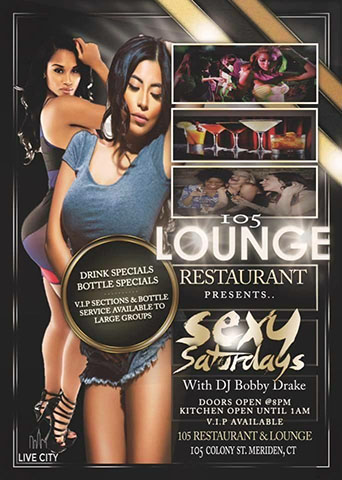 105
LOUNGE
RESTAURANT
PRESENTS..
sexy
Saturdays
With DJ Bobby Drake
DOORS OPEN @8PM
KITCHEN OPEN UNTIL 1AM
V.I.P AVAILABLE
105 RESTAURANT & LOUNGE
105 COLONY ST. MERIDEN, CT
DRINK SPECIALS
BOTTLE SPECIALS
V.I.P SECTIONS & BOTTLE
SERVICE AVAILABLE TO
LARGE GROUPS
LIVE CITY